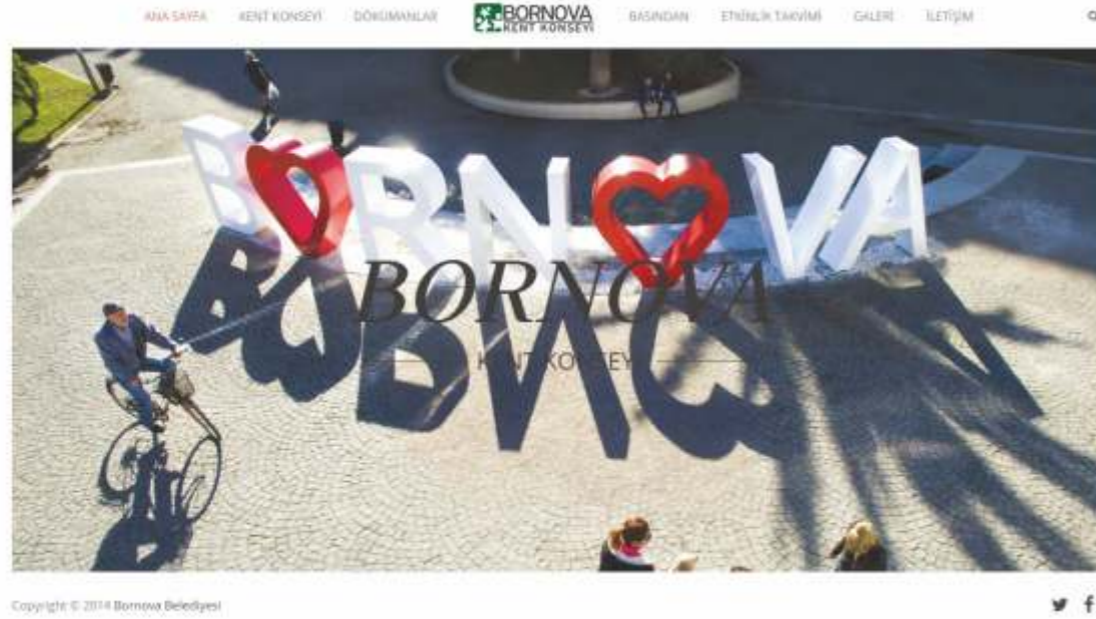 ANA SAYFA KENT KONSEYİ DÖKÜMANLAR BORNOVA KENT KONSEYİ BASINDAN ETKİNLİK TAKVİMİ GALERİ İLETİŞİM
BORNOVA
BORNOVA
KENT KONSEYİ
Copyright © 2014 Bornova Belediyesi